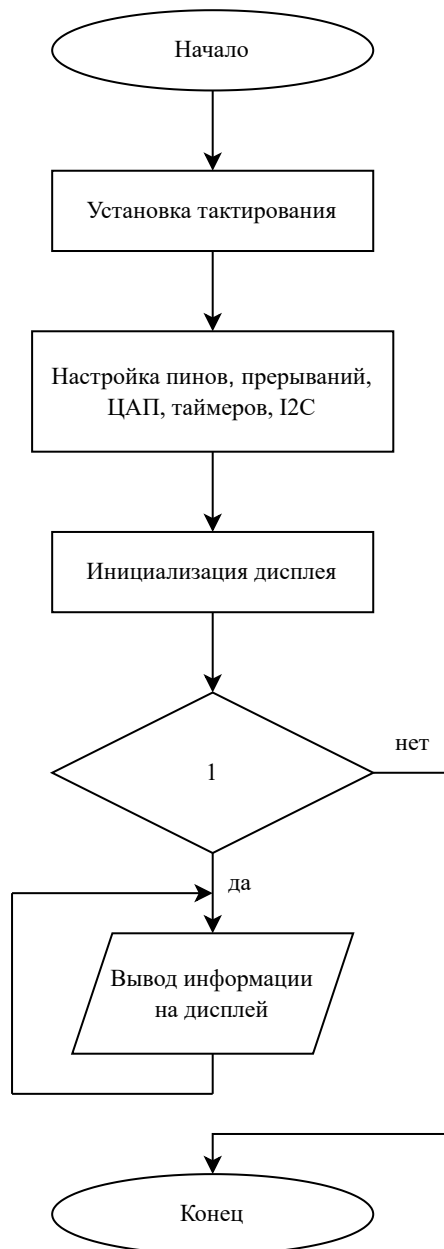 Начало
Установка тактирования
Настройка пинов, прерываний,
ЦАП, таймеров, I2C
Инициализация дисплея
1
нет
да
Вывод информации
на дисплей
Конец